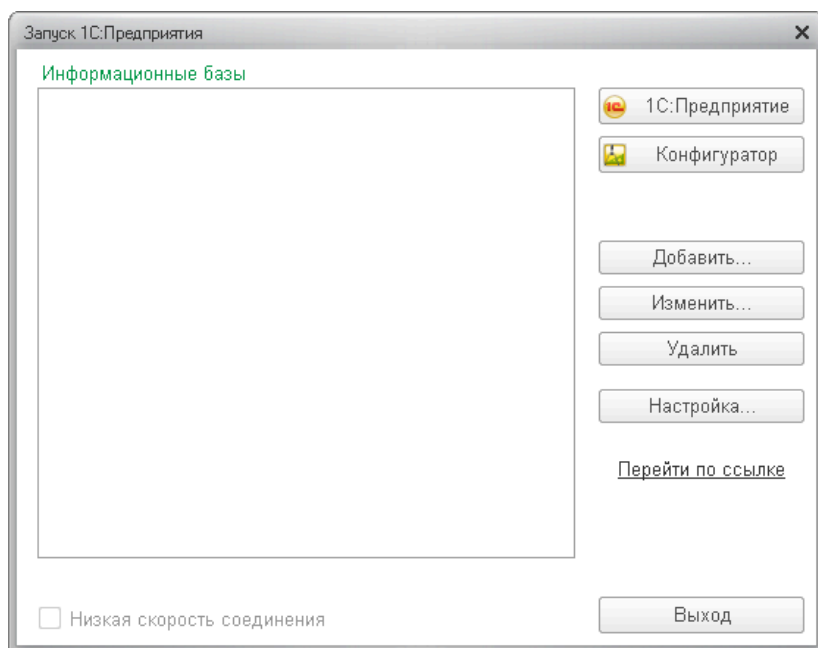 Запуск 1С:Предприятия
Информационные базы
1С:Предприятие
Конфигуратор
Добавить...
Изменить...
Удалить
Настройка...
Перейти по ссылке
Низкая скорость соединения
Выход